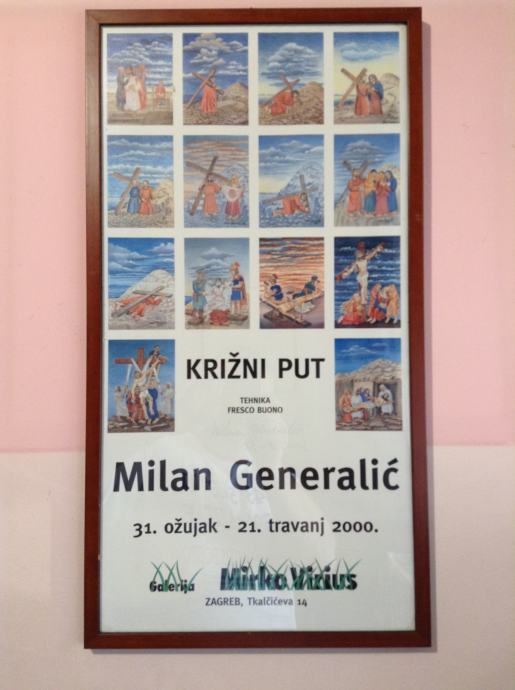 KRIŽNI PUT
TEHNIKA
FRESCO BUONO
Milan Generalić
31. ožujak - 21. travanj 2000.
Galerija Mirko Virius
ZAGREB, Tkalčićeva 14